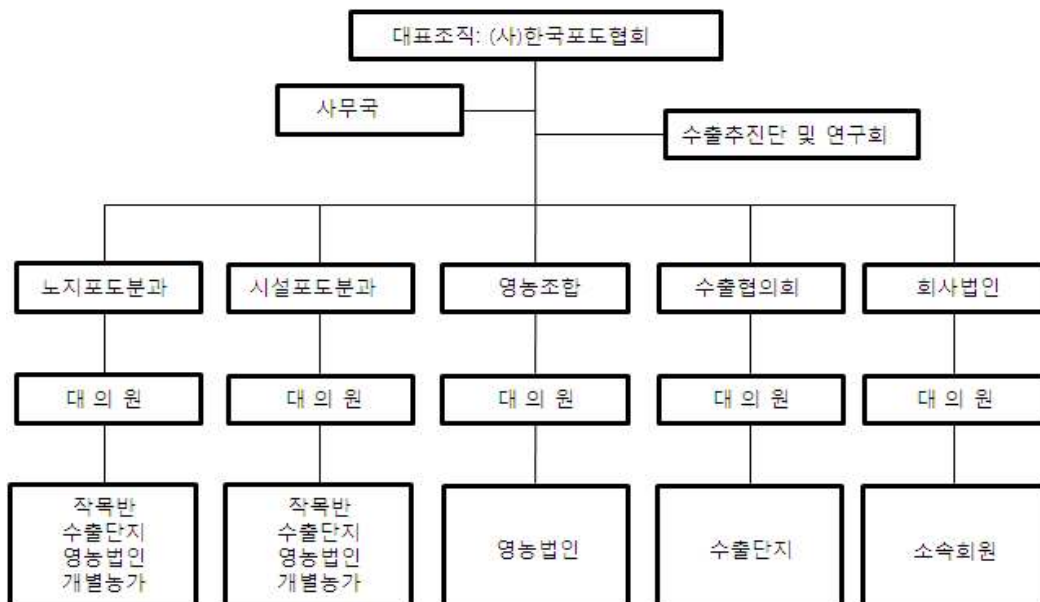 대표조직: (사)한국포도협회
사무국
수출추진단 및 연구회
노지포도분과
시설포도분과
영농조합
수출협의회
회사법인
대 의 원
대 의 원
대 의 원
대 의 원
대 의 원
작목반
수출단지
영농법인
개별농가
작목반
수출단지
영농법인
개별농가
영농법인
수출단지
소속회원